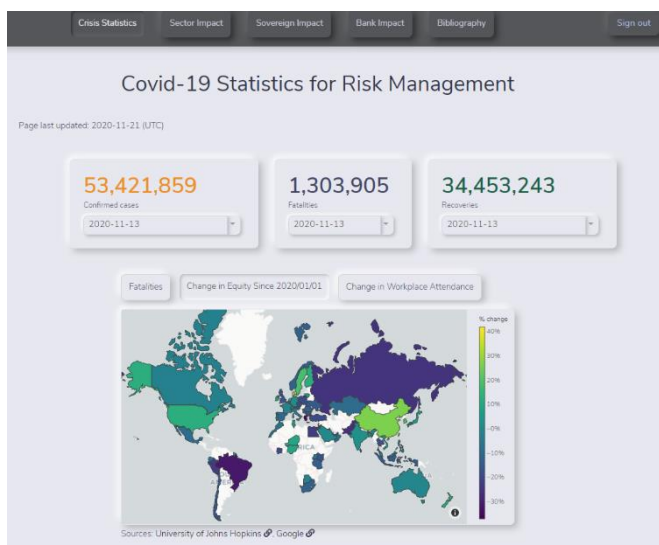 Crisis Statistics Sector Impact Sovereign Impact Bank Impact Bibliography Sign out
Covid-19 Statistics for Risk Management
Page last updated: 2020-11-21 (UTC)
53,421,859 1,303,905 34,453,243
Confirmed cases Fatalities Recoveries
2020-11-13 2020-11-13 2020-11-13
Fatalities Change in Equity Since 2020/01/01 Change in Workplace Attendance
% change
40%
30%
20%
10%
-0%
-10%
-20%
-30%
Sources: University of Johns Hopkins, Google